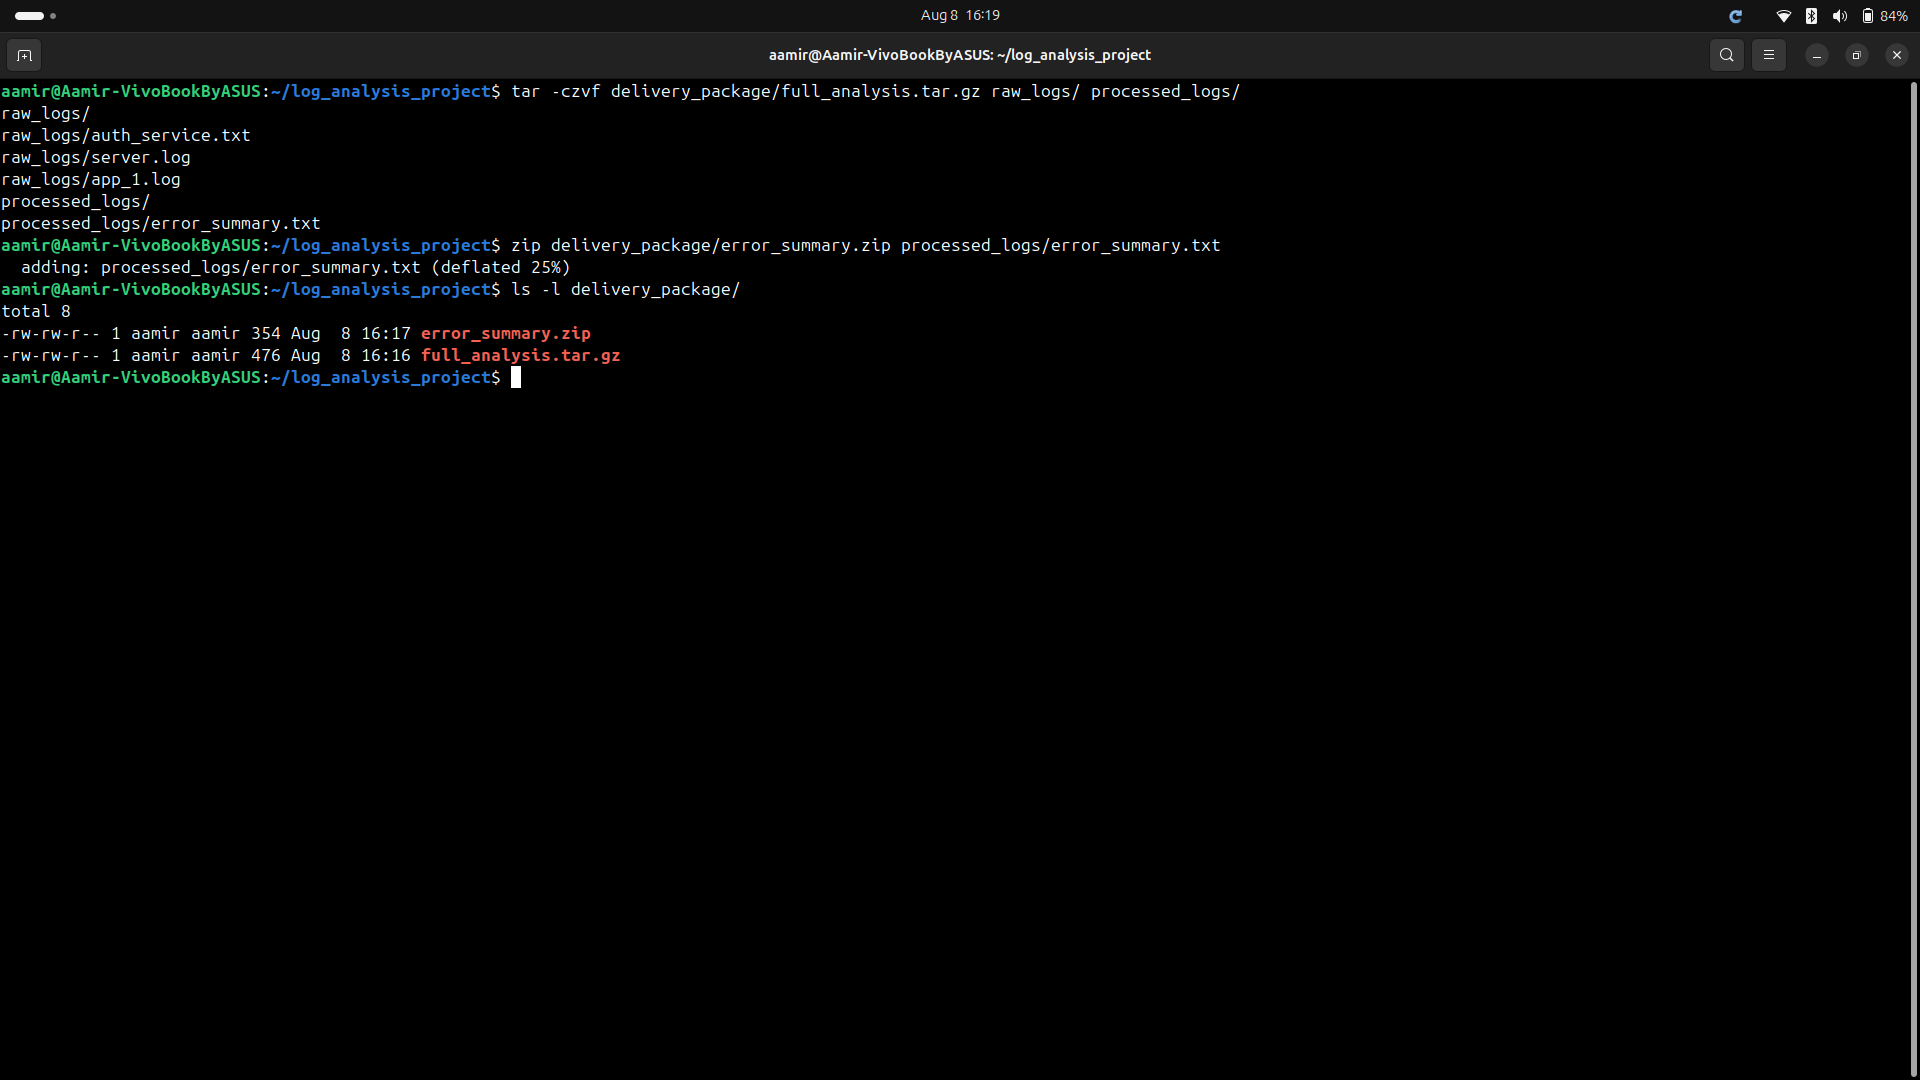 Aug 8 16:19
84%
aamir@Aamir-VivoBookByASUS: ~/log_analysis_project
aamir@Aamir-VivoBookByASUS:~/log_analysis_project$ tar -czvf delivery_package/full_analysis.tar.gz raw_logs/ processed_logs/
raw_logs/
raw_logs/auth_service.txt
raw_logs/server.log
raw_logs/app_1.log
processed_logs/
processed_logs/error_summary.txt
aamir@Aamir-VivoBookByASUS:~/log_analysis_project$ zip delivery_package/error_summary.zip processed_logs/error_summary.txt
  adding: processed_logs/error_summary.txt (deflated 25%)
aamir@Aamir-VivoBookByASUS:~/log_analysis_project$ ls -l delivery_package/
total 8
-rw-rw-r-- 1 aamir aamir 354 Aug  8 16:17 error_summary.zip
-rw-rw-r-- 1 aamir aamir 476 Aug  8 16:16 full_analysis.tar.gz
aamir@Aamir-VivoBookByASUS:~/log_analysis_project$